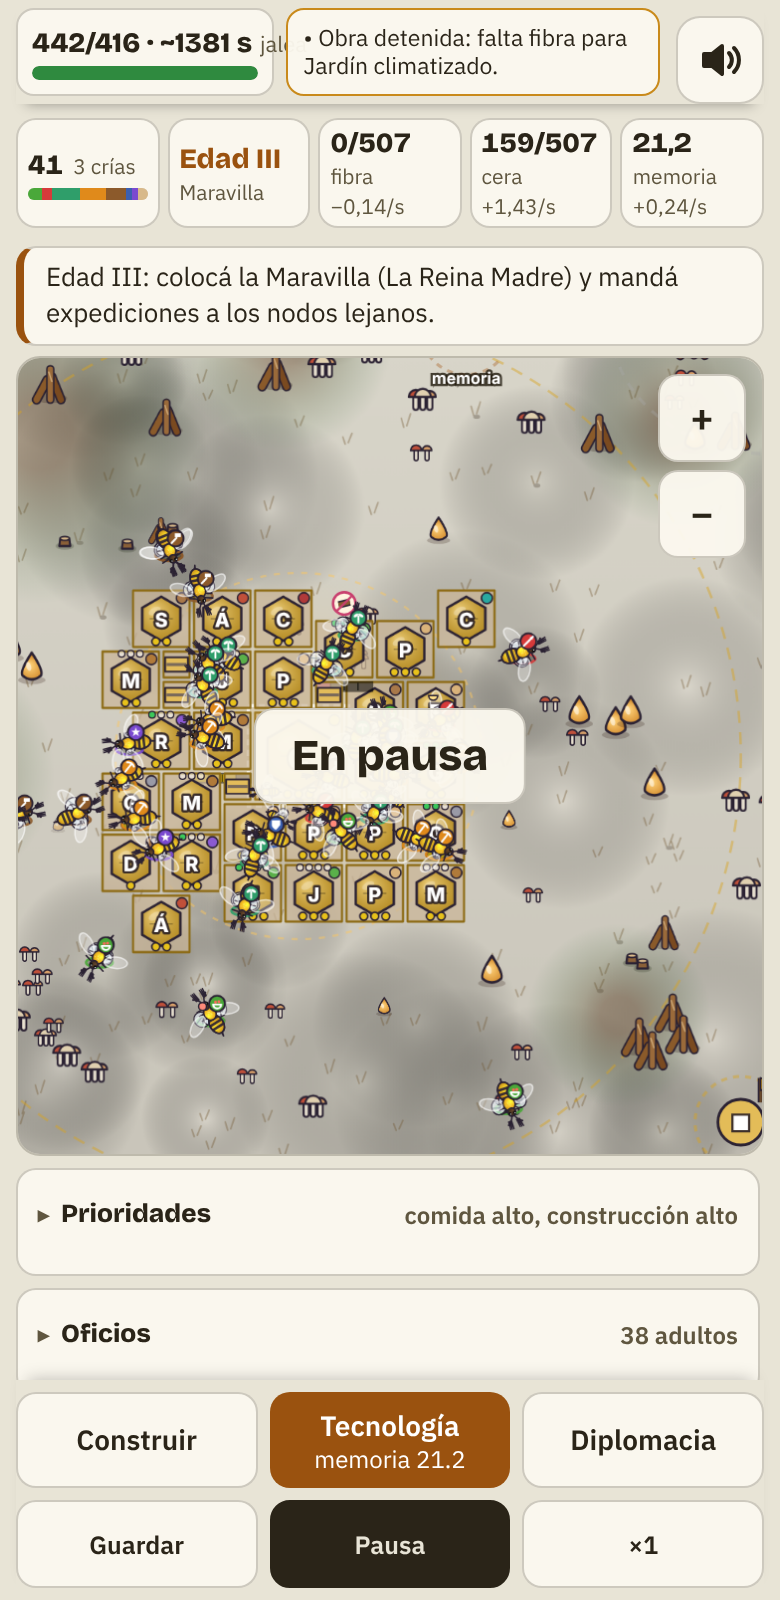 442/416 · ~1381 s
• Obra detenida: falta fibra para
Jardín climatizado.
41 3 crías
Edad III
Maravilla
0/507
fibra
−0,14/s
159/507
cera
+1,43/s
21,2
memoria
+0,24/s
Edad III: colocá la Maravilla (La Reina Madre) y mandá
expediciones a los nodos lejanos.
memoria
+
−
S Á C C
P
M P
R
En pausa
M
P P
D R
J P M
Á
▸ Prioridades comida alto, construcción alto
▸ Oficios 38 adultos
Construir
Tecnología
memoria 21.2
Diplomacia
Guardar
Pausa
×1